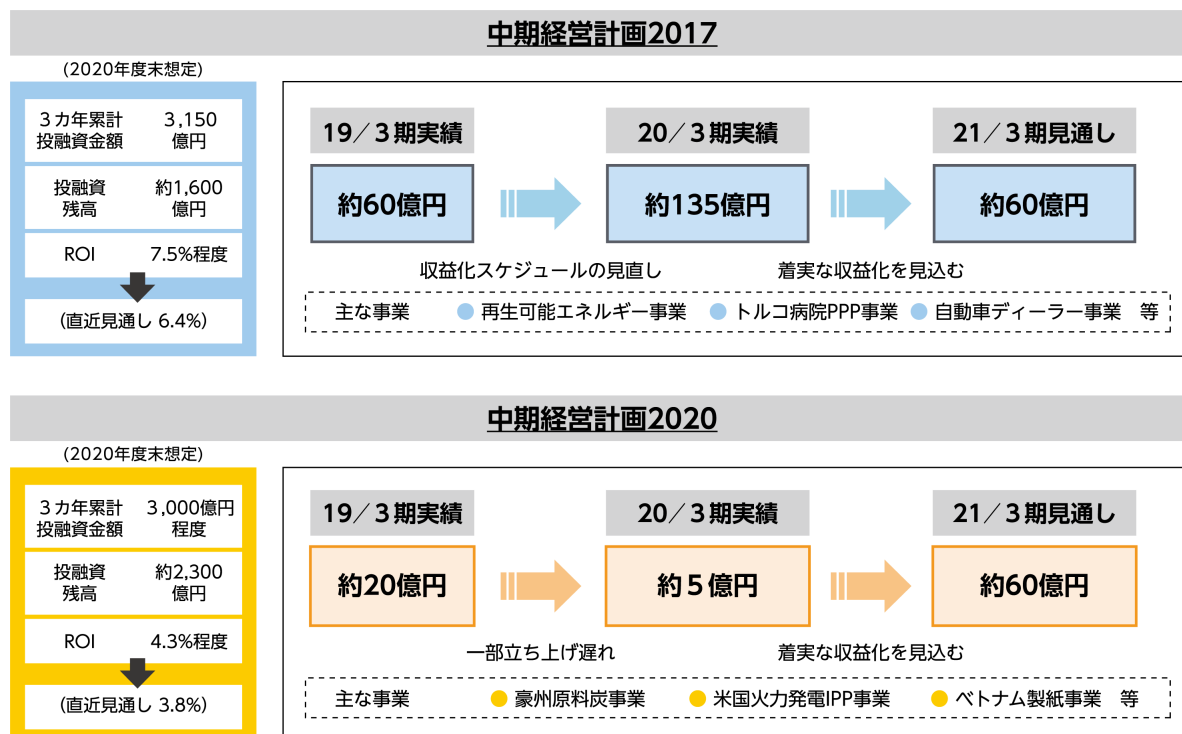 中期経営計画2017
(2020年度末想定)
3カ年累計 3,150
投融資金額 億円
投融資 約1,600
残高 億円
ROI 7.5%程度
(直近見通し 6.4%)
19/3期実績 20/3期実績 21/3期見通し
約60億円 約135億円 約60億円
収益化スケジュールの見直し 着実な収益化を見込む
主な事業 ●再生可能エネルギー事業 ●トルコ病院PPP事業 ●自動車ディーラー事業 等
中期経営計画2020
(2020年度末想定)
3カ年累計 3,000億円
投融資金額 程度
投融資 約2,300
残高 億円
ROI 4.3%程度
(直近見通し 3.8%)
19/3期実績 20/3期実績 21/3期見通し
約20億円 約5億円 約60億円
一部立ち上げ遅れ 着実な収益化を見込む
主な事業 ●豪州原料炭事業 ●米国火力発電IPP事業 ●ベトナム製紙事業 等